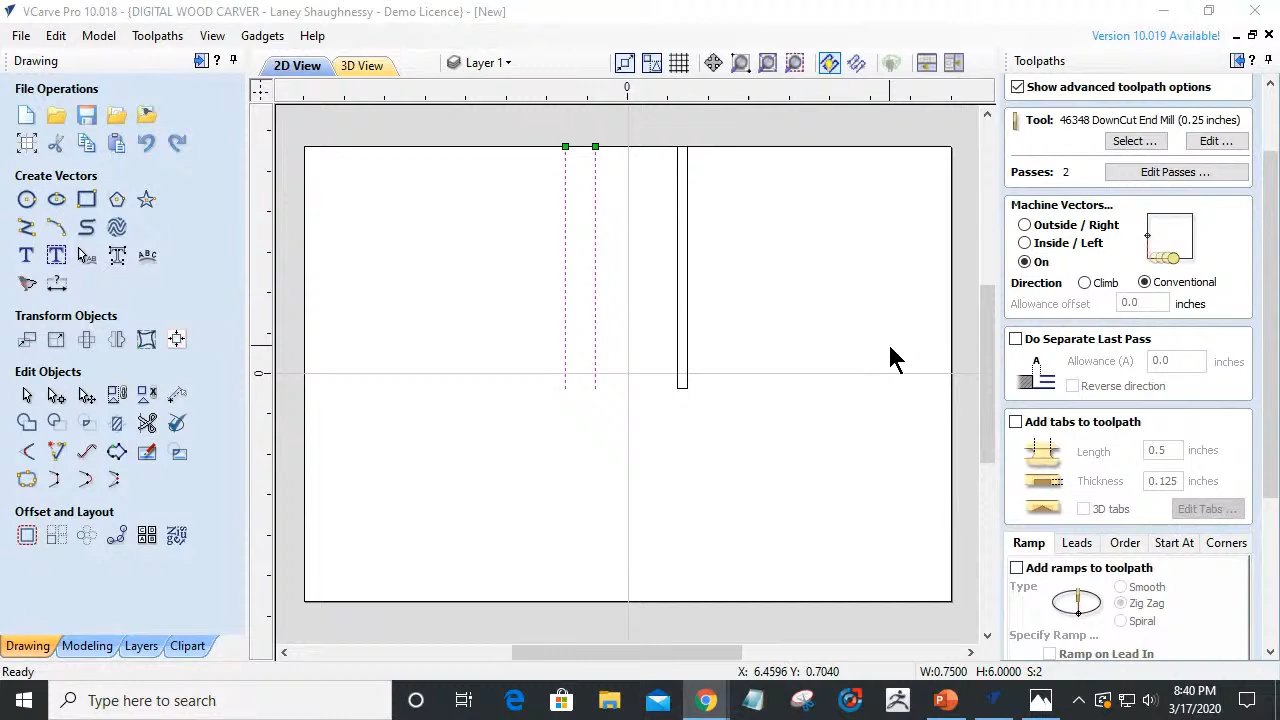 VCarve Pro 10.018 - {DIGITAL WOOD CARVER - Laney Shaughnessy - Demo Licence} - [New]
File Edit Model Toolpaths View Gadgets Help
Version 10.019 Available!
Drawing ?
File Operations
Create Vectors
Transform Objects
Edit Objects
Offset and Layout
Drawing Modeling Layers Clipart
2D View 3D View Layer 1
0
0
Toolpaths ?
Show advanced toolpath options
Tool: 46348 DownCut End Mill (0.25 inches)
Select ... Edit ...
Passes: 2 Edit Passes ...
Machine Vectors...
Outside / Right
Inside / Left
On
Direction Climb Conventional
Allowance offset 0.0 inches
Do Separate Last Pass
A Allowance (A) 0.0 inches
Reverse direction
Add tabs to toolpath
Length 0.5 inches
Thickness 0.125 inches
3D tabs Edit Tabs ...
Ramp Leads Order Start At Corners
Add ramps to toolpath
Type Smooth
Zig Zag
Spiral
Specify Ramp ...
Ramp on Lead In
Ready X: 6.4596 Y: 0.7040 W:0.7500 H:6.0000 S:2
Type here to search
8:40 PM
3/17/2020